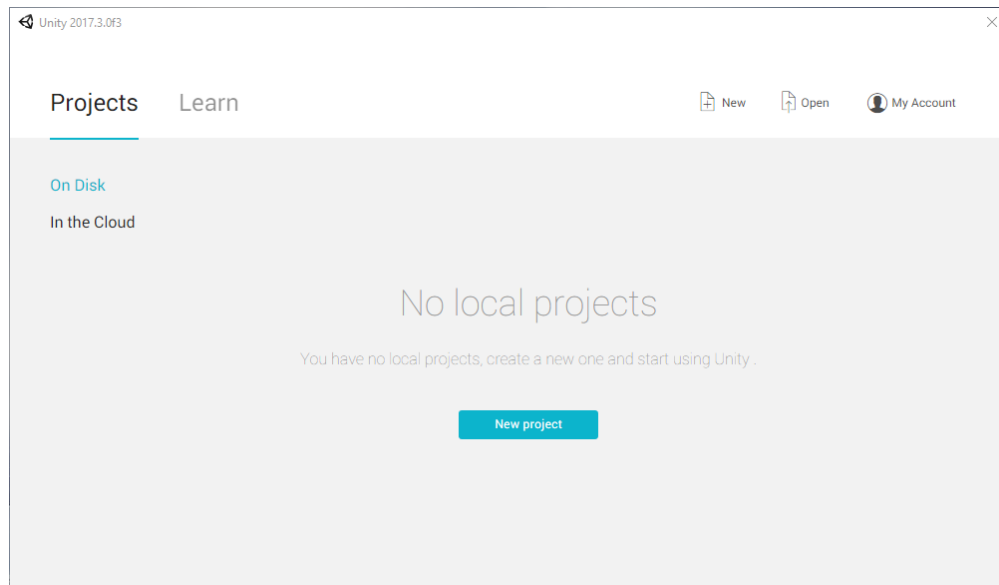 Unity 2017.3.0f3
Projects Learn New Open My Account
On Disk
In the Cloud
No local projects
You have no local projects, create a new one and start using Unity .
New project